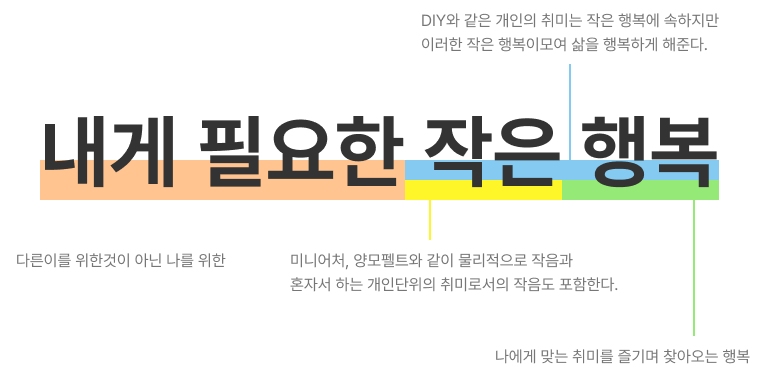 DIY와 같은 개인의 취미는 작은 행복에 속하지만
이러한 작은 행복이모여 삶을 행복하게 해준다.
내게 필요한 작은 행복
다른이를 위한것이 아닌 나를 위한
미니어처, 양모펠트와 같이 물리적으로 작음과
혼자서 하는 개인단위의 취미로서의 작음도 포함한다.
나에게 맞는 취미를 즐기며 찾아오는 행복